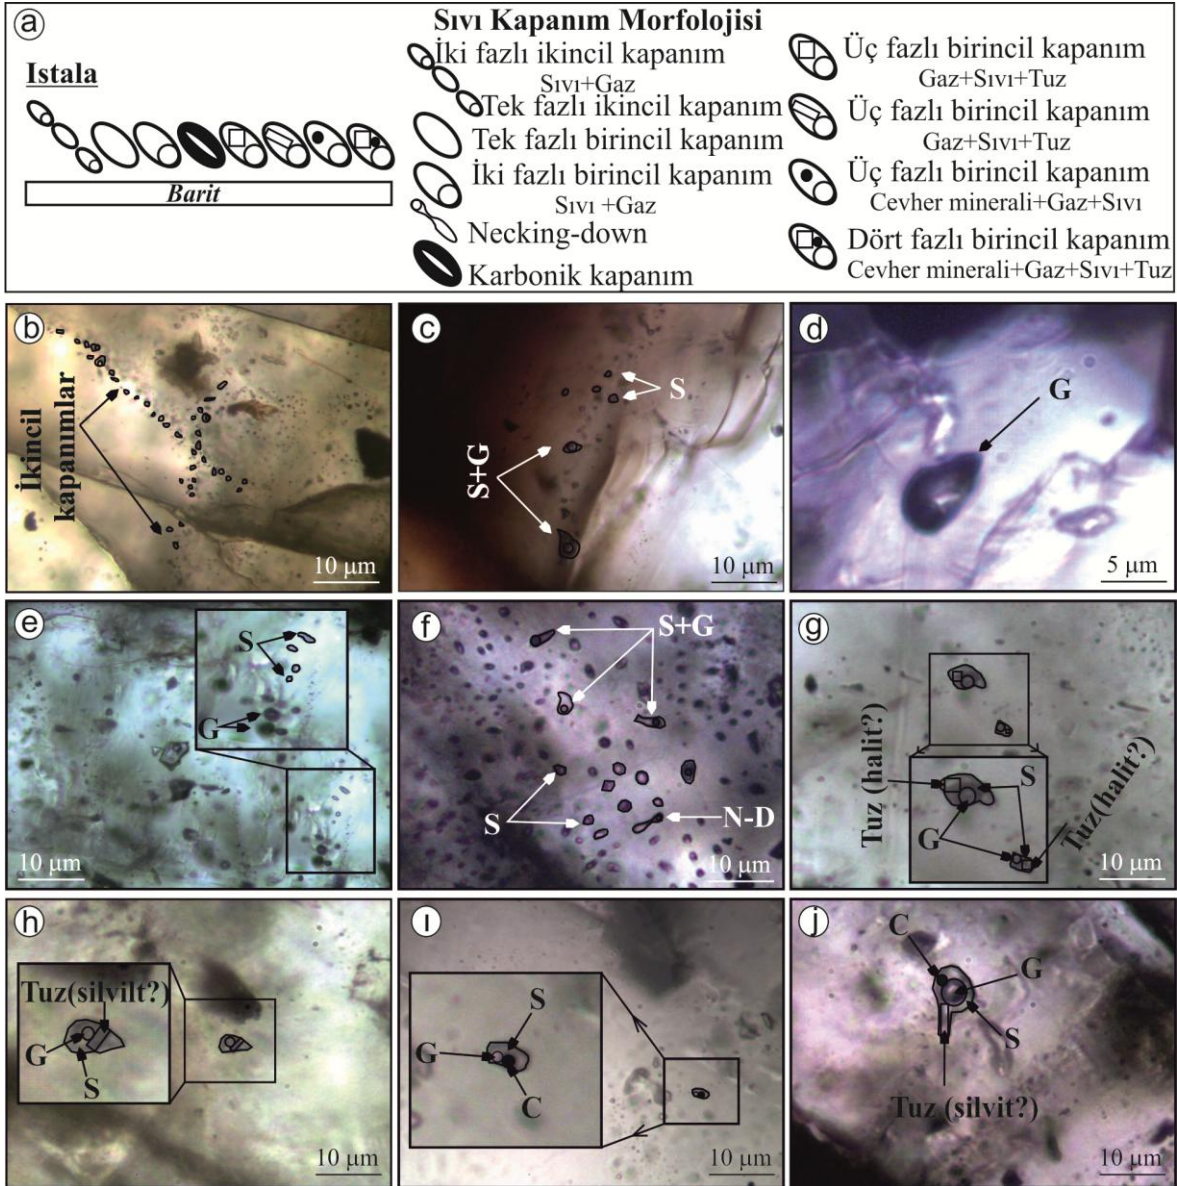 a
Sıvı Kapanım Morfolojisi
Istala
Barit
İki fazlı ikincil kapanım
Sıvı+Gaz
Tek fazlı ikincil kapanım
Tek fazlı birincil kapanım
İki fazlı birincil kapanım
Sıvı +Gaz
Necking-down
Karbonik kapanım
Üç fazlı birincil kapanım
Gaz+Sıvı+Tuz
Üç fazlı birincil kapanım
Gaz+Sıvı+Tuz
Üç fazlı birincil kapanım
Cevher minerali+Gaz+Sıvı
Dört fazlı birincil kapanım
Cevher minerali+Gaz+Sıvı+Tuz
b
İkincil
kapanımlar
10 µm
c
S
S+G
10 µm
d
G
5 µm
e
S
G
10 µm
f
S+G
S
N-D
10 µm
g
Tuz (halit?)
S
G
Tuz(halit?)
10 µm
h
Tuz(silvilt?)
G
S
10 µm
ı
S
G
C
10 µm
j
C
G
S
Tuz (silvit?)
10 µm